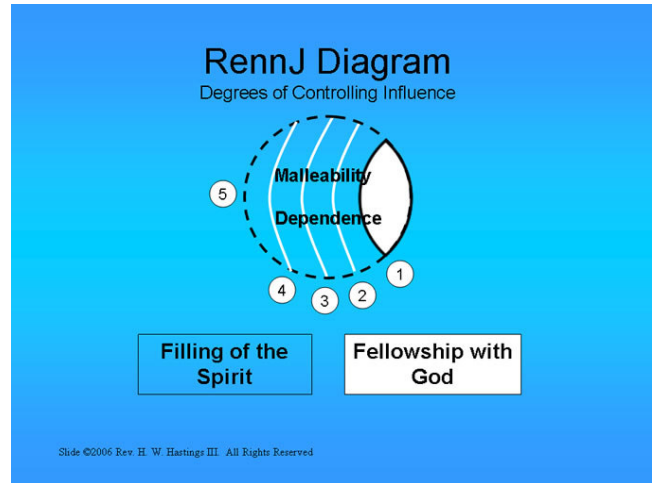 RennJ Diagram
Degrees of Controlling Influence
Malleability
5
Dependence
1
2
3
4
Filling of the
Spirit
Fellowship with
God
Slide ©2006 Rev. H. W. Hastings III. All Rights Reserved